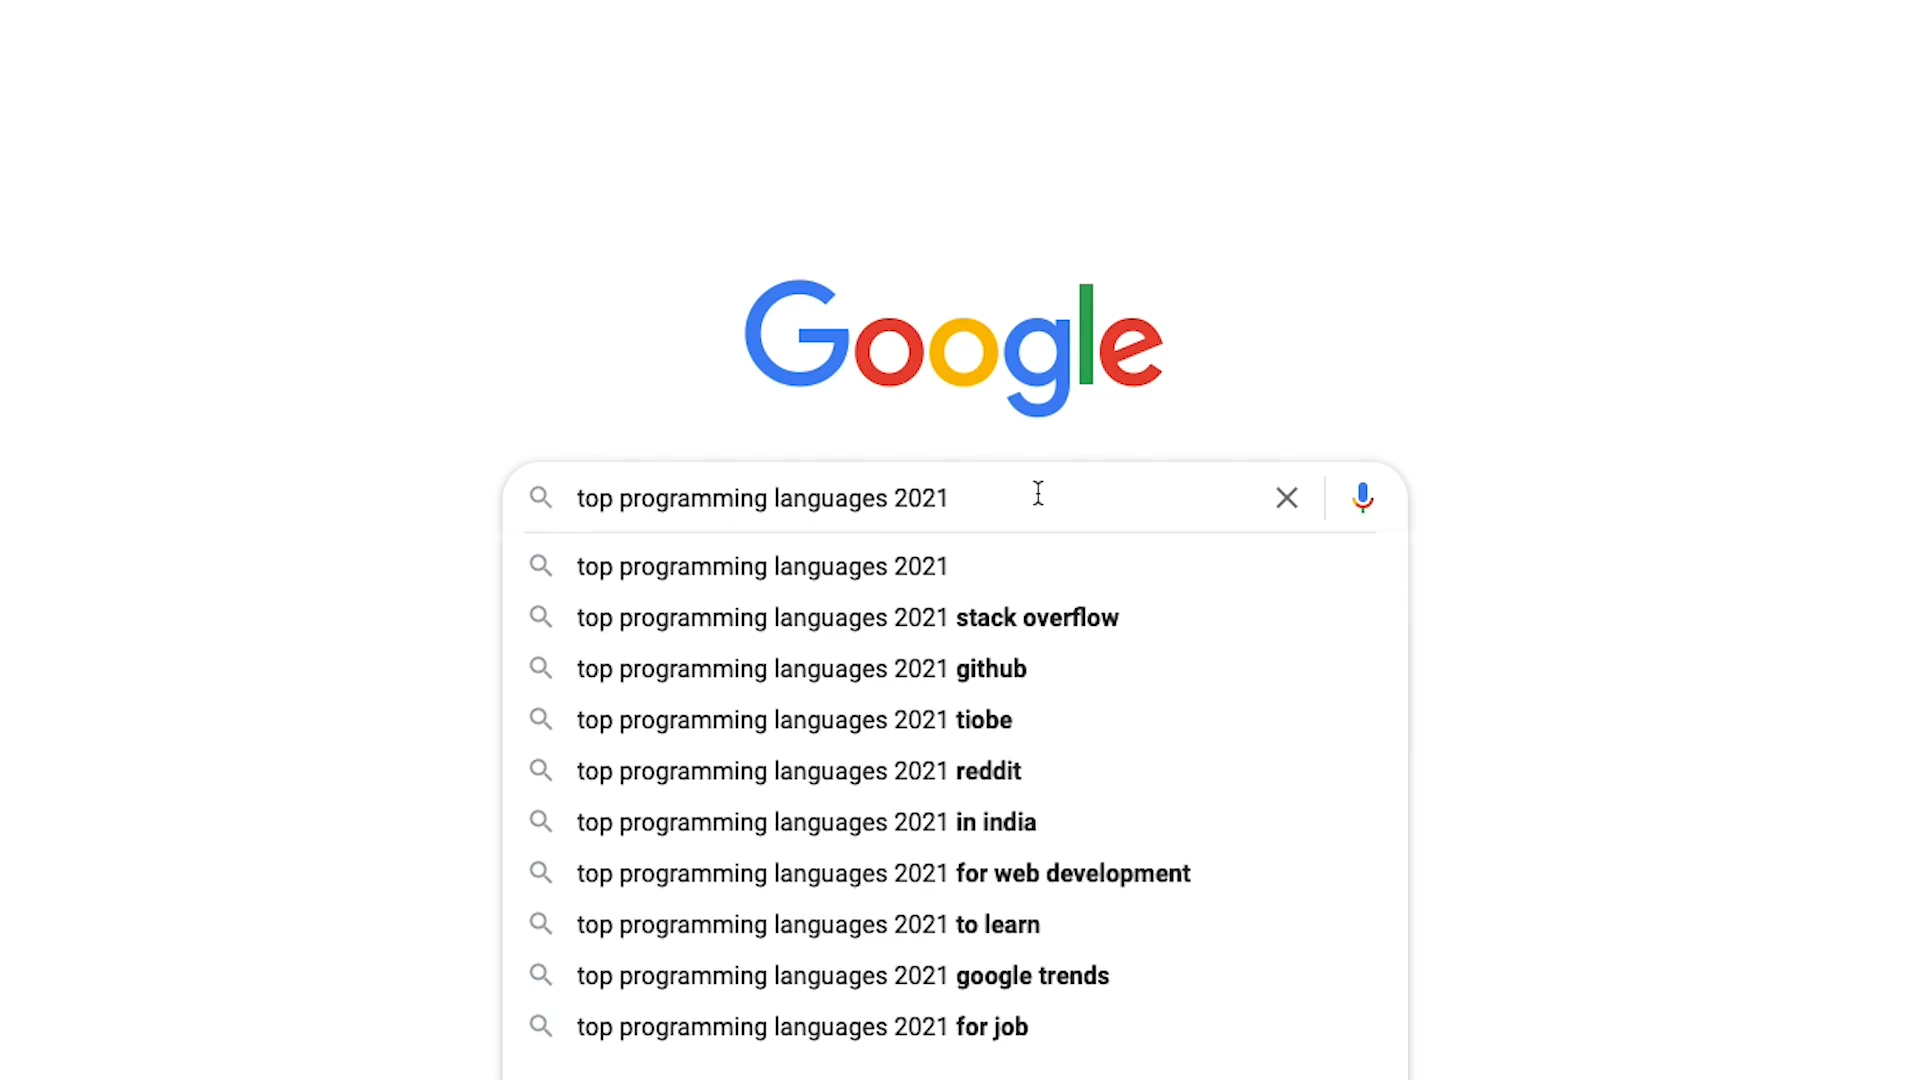 Google
top programming languages 2021
top programming languages 2021
top programming languages 2021 stack overflow
top programming languages 2021 github
top programming languages 2021 tiobe
top programming languages 2021 reddit
top programming languages 2021 in india
top programming languages 2021 for web development
top programming languages 2021 to learn
top programming languages 2021 google trends
top programming languages 2021 for job